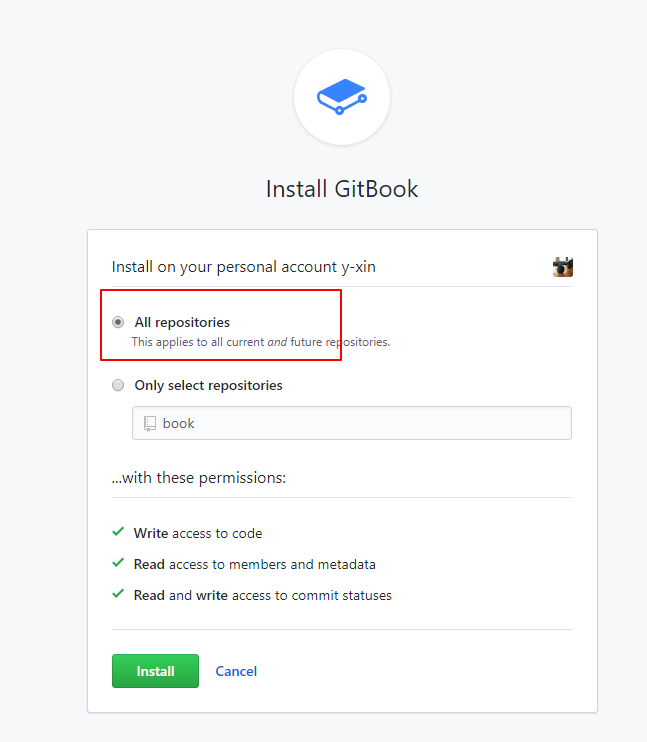 Install GitBook
Install on your personal account y-xin
All repositories
This applies to all current and future repositories.
Only select repositories
book
...with these permissions:
Write access to code
Read access to members and metadata
Read and write access to commit statuses
Install Cancel